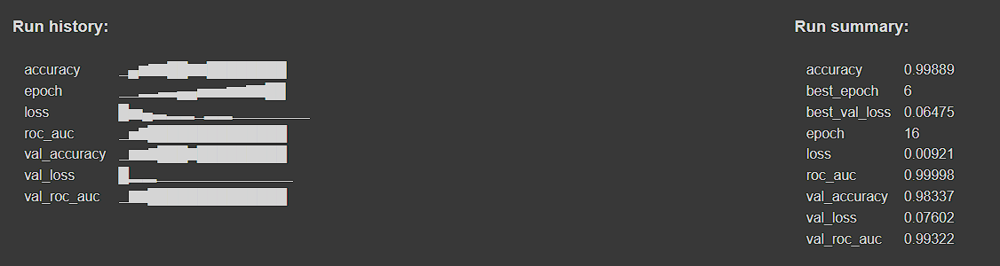 Run history:
accuracy
epoch
loss
roc_auc
val_accuracy
val_loss
val_roc_auc
Run summary:
accuracy 0.99889
best_epoch 6
best_val_loss 0.06475
epoch 16
loss 0.00921
roc_auc 0.99998
val_accuracy 0.98337
val_loss 0.07602
val_roc_auc 0.99322